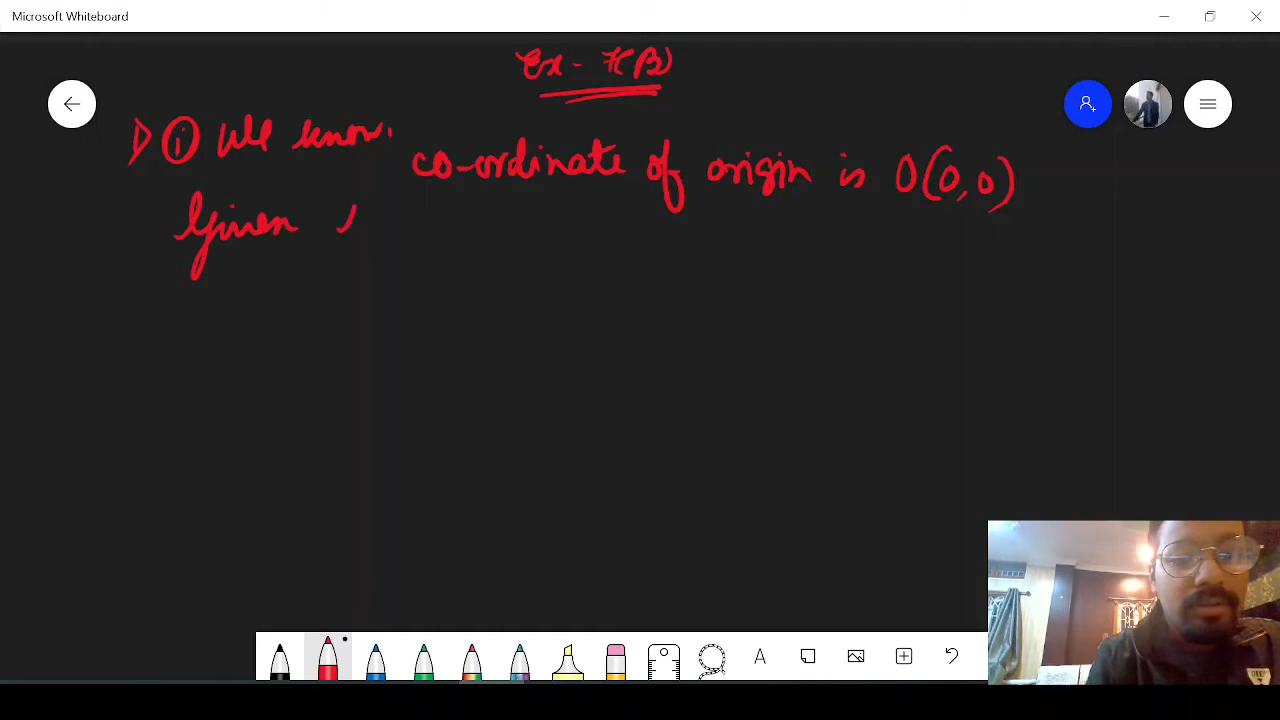 Microsoft Whiteboard
Ex - 7(B)
1) (i) We know.
co-ordinate of origin is O(0,0)
Given ,